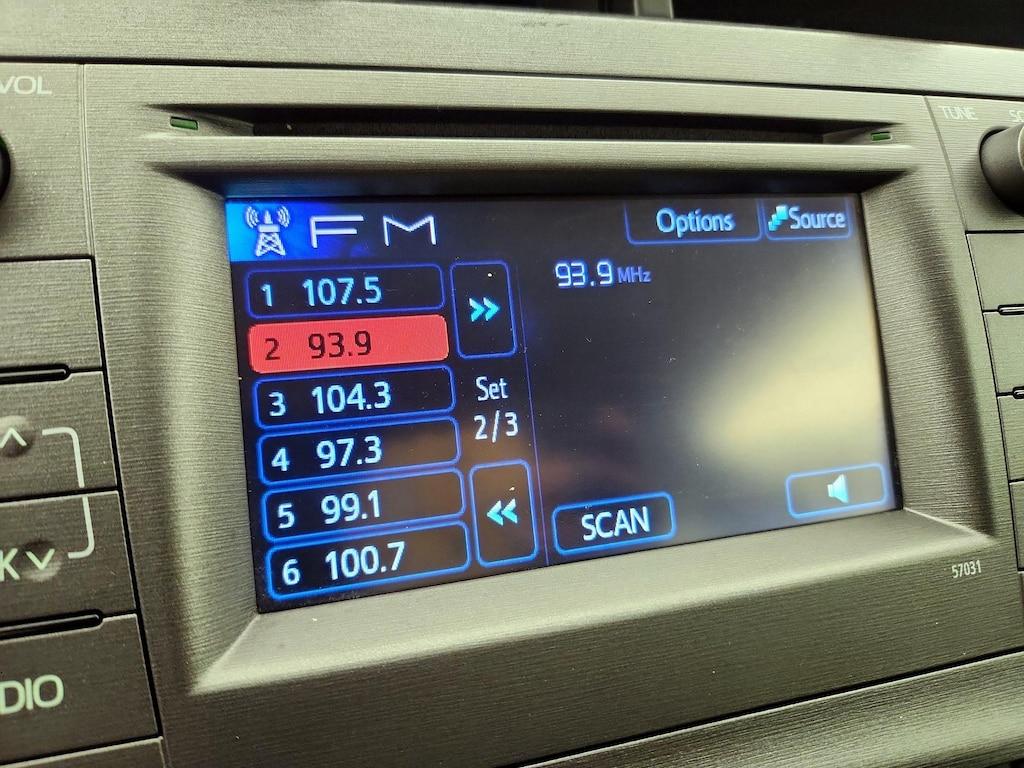 VOL
TUNE
FM
Options
Source
1 107.5
93.9 MHz
2 93.9
3 104.3
Set
2/3
4 97.3
5 99.1
SCAN
6 100.7
57031
DIO